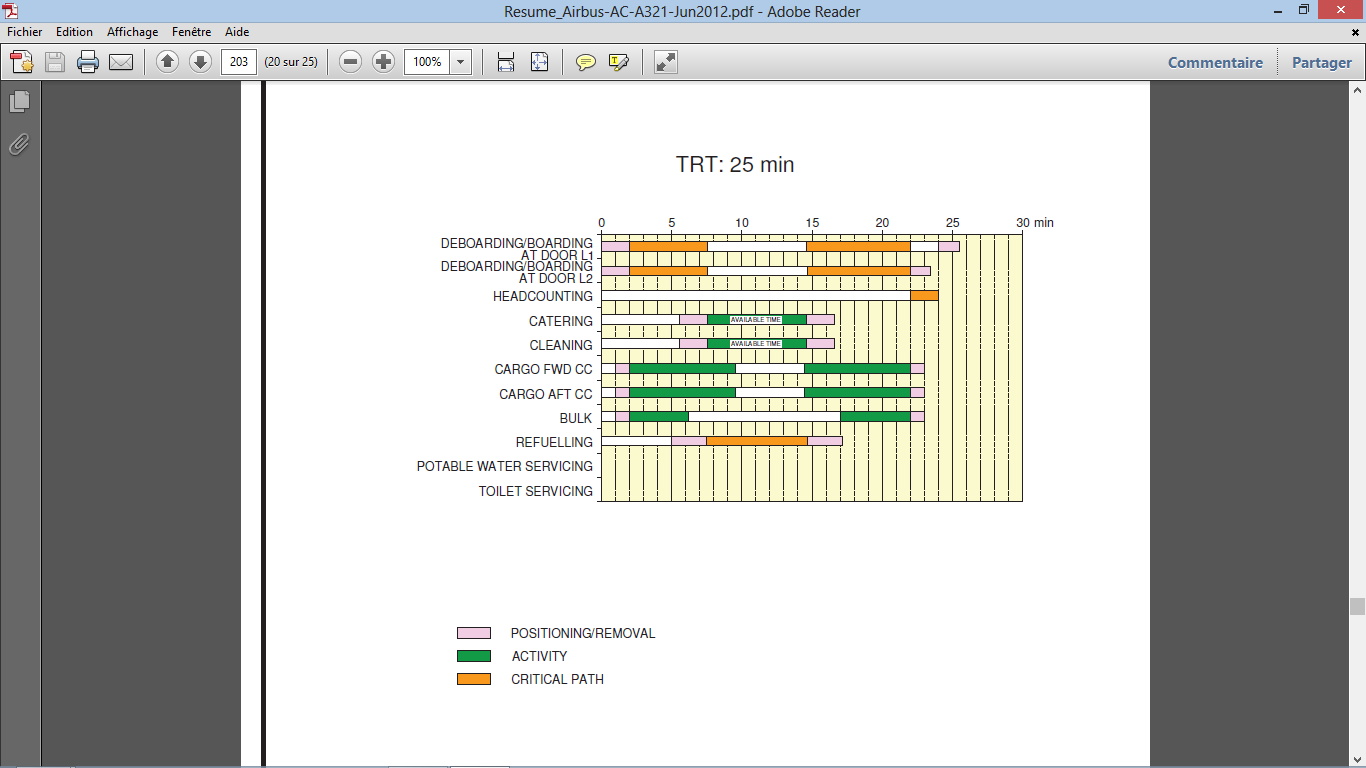 Resume_Airbus-AC-A321-Jun2012.pdf - Adobe Reader
Fichier Edition Affichage Fenêtre Aide
203 (20 sur 25) 100% Commentaire Partager
TRT: 25 min
0 5 10 15 20 25 30 min
DEBOARDING/BOARDING
AT DOOR L1
DEBOARDING/BOARDING
AT DOOR L2
HEADCOUNTING
CATERING AVAILABLE TIME
CLEANING AVAILABLE TIME
CARGO FWD CC
CARGO AFT CC
BULK
REFUELLING
POTABLE WATER SERVICING
TOILET SERVICING
POSITIONING/REMOVAL
ACTIVITY
CRITICAL PATH